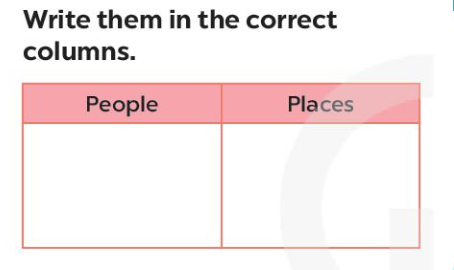 Write them in the correct
columns.
People Places